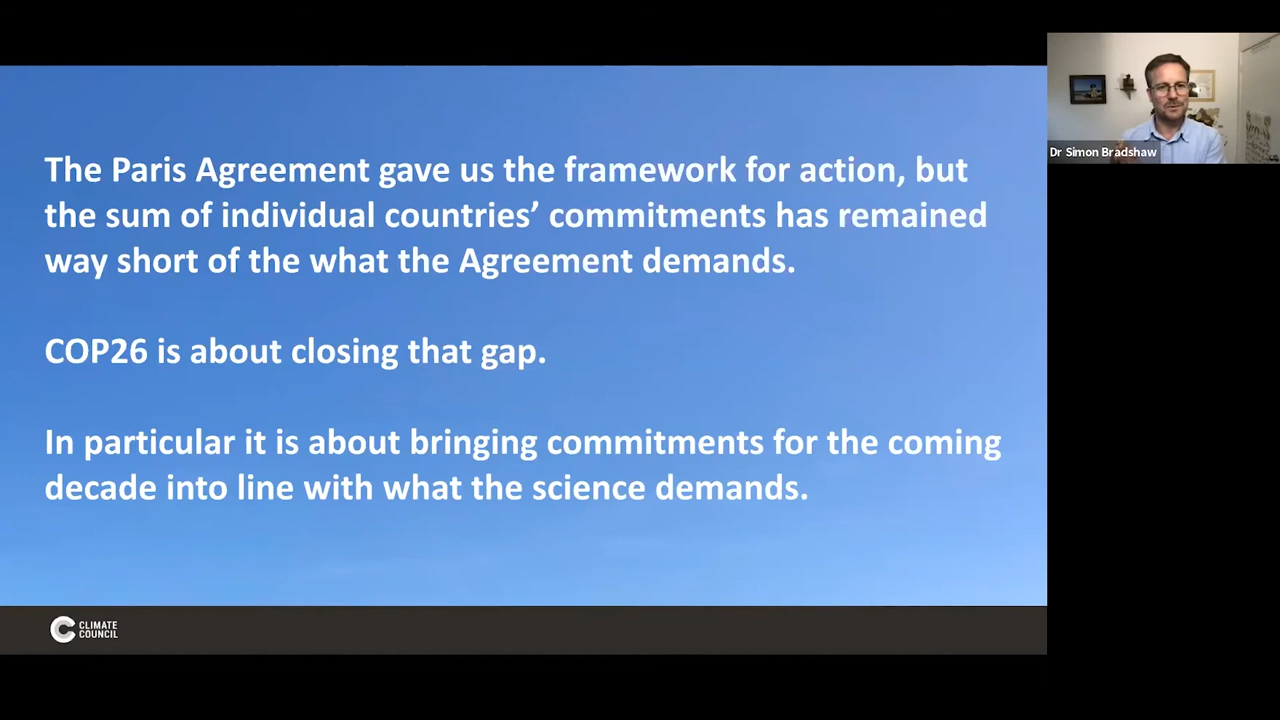 The Paris Agreement gave us the framework for action, but
the sum of individual countries’ commitments has remained
way short of the what the Agreement demands.
COP26 is about closing that gap.
In particular it is about bringing commitments for the coming
decade into line with what the science demands.
CLIMATE
COUNCIL
Dr Simon Bradshaw